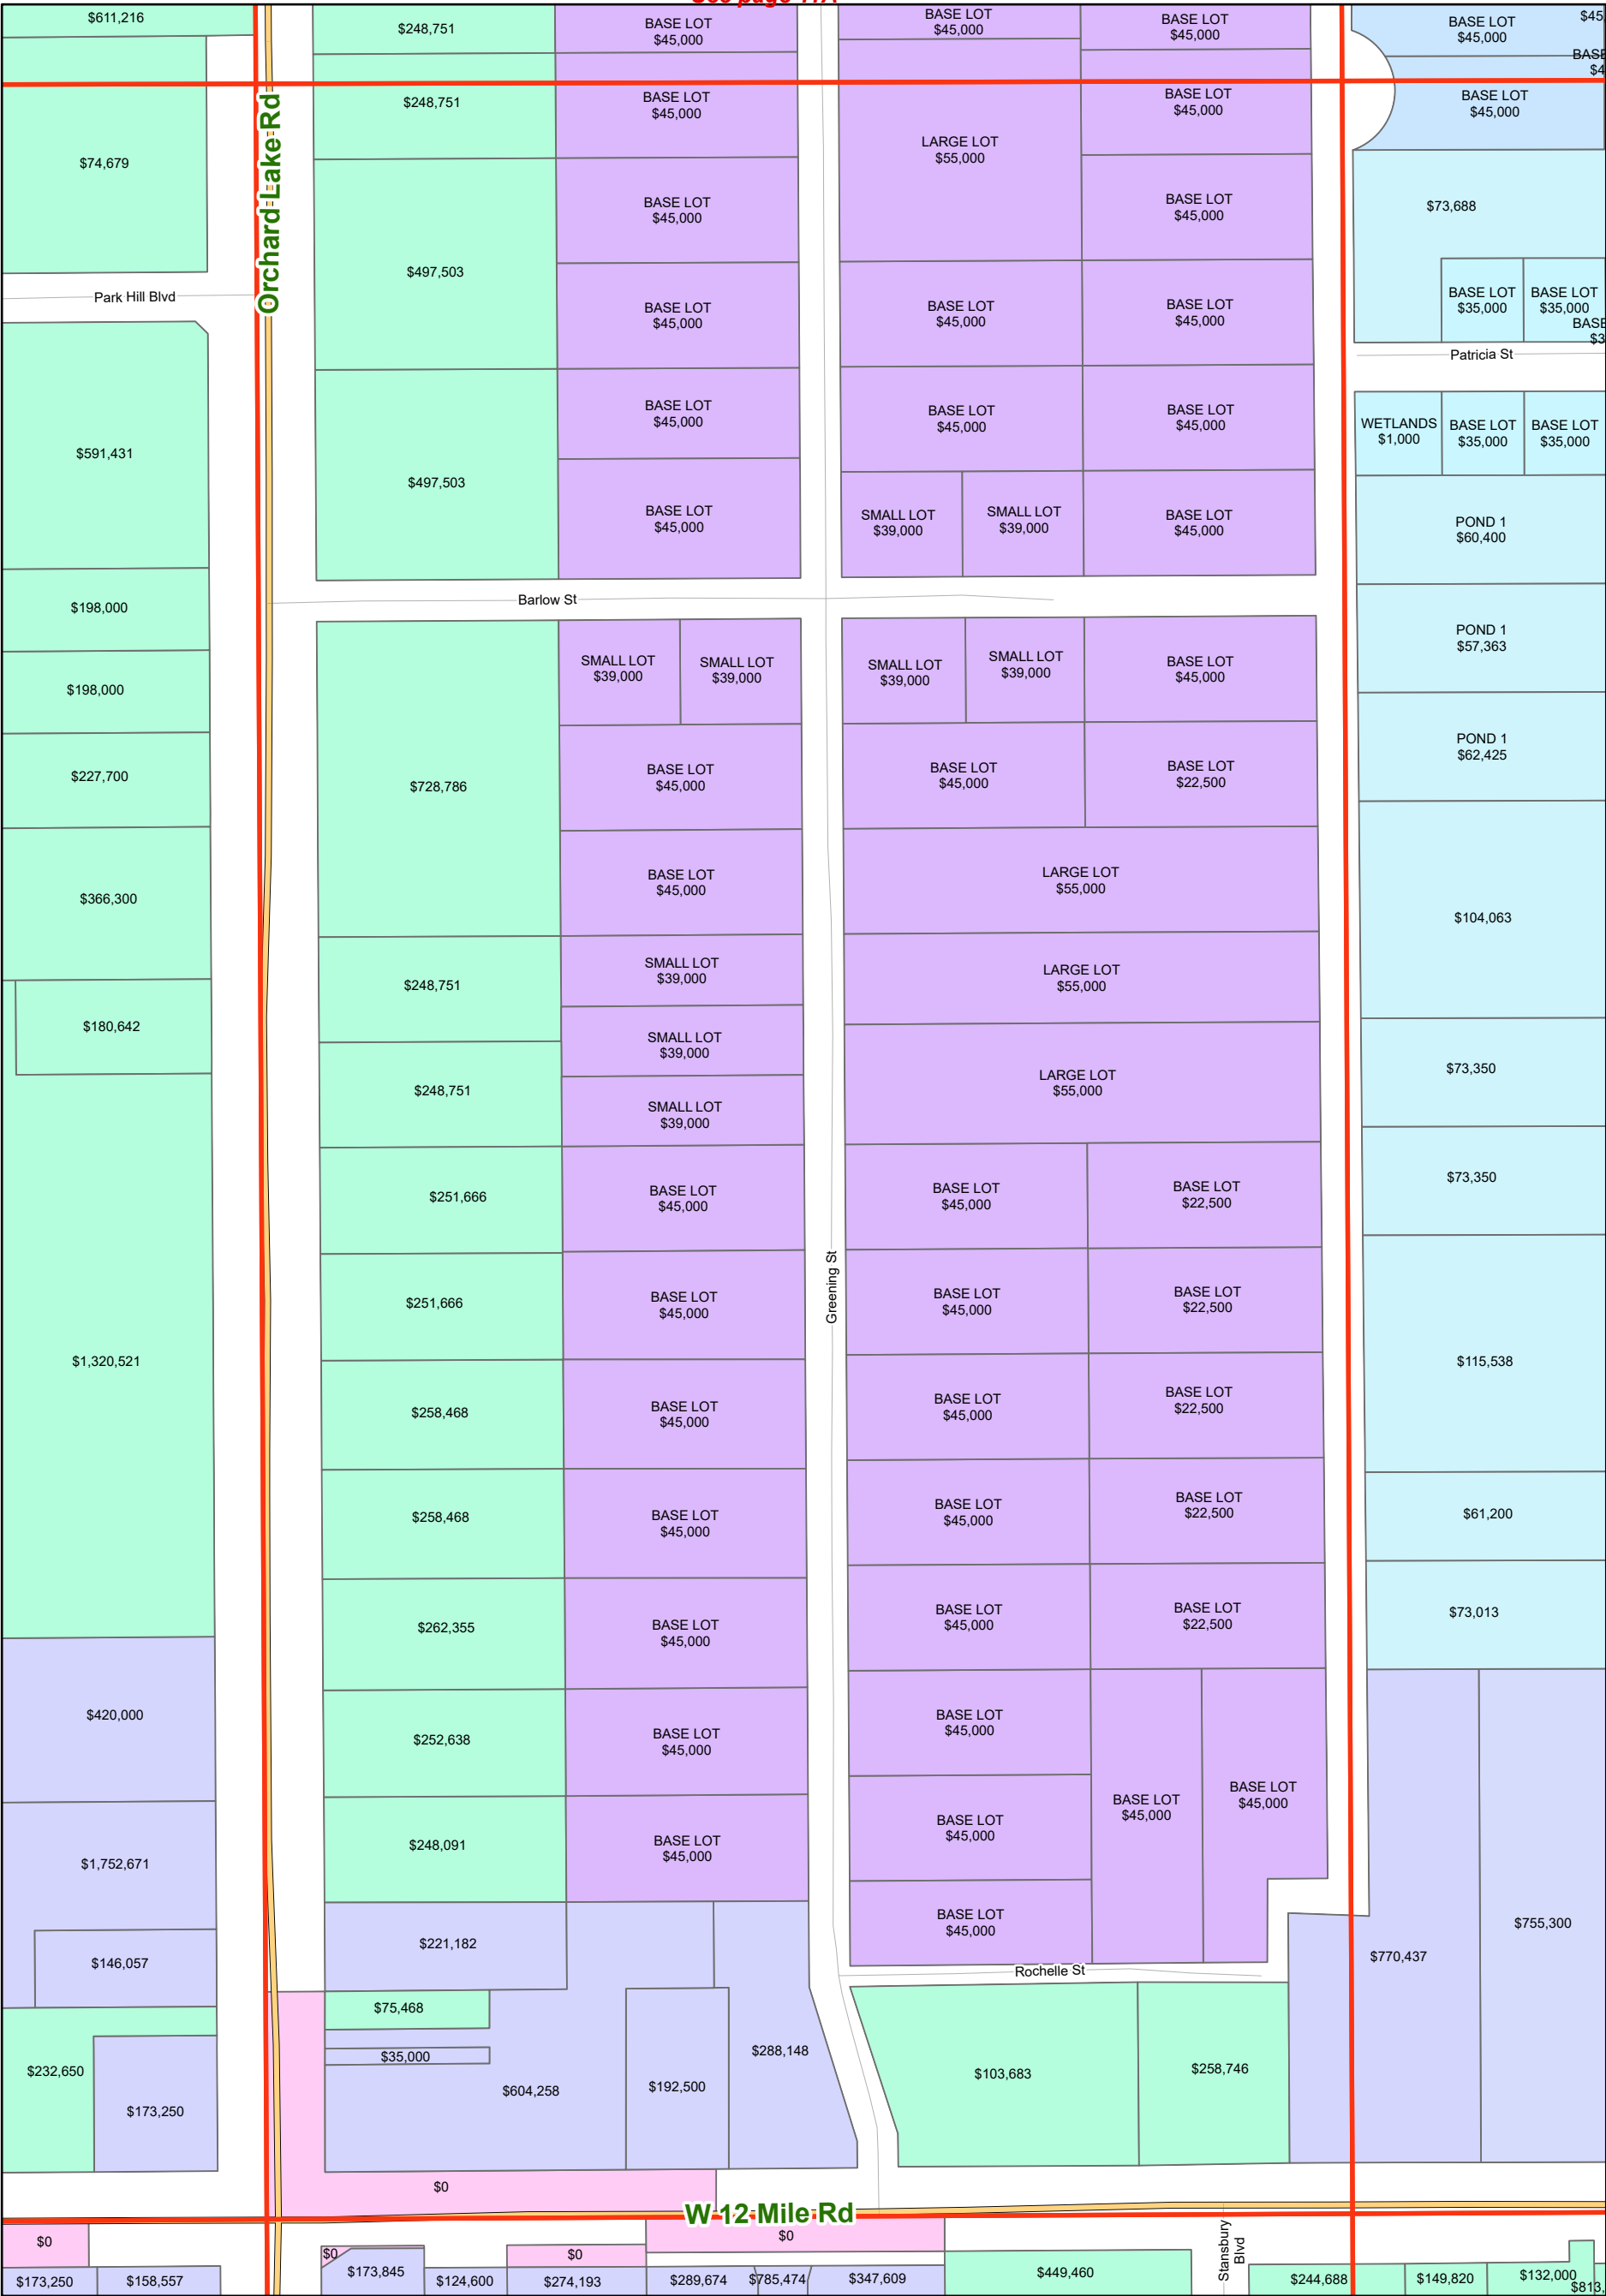 $611,216
$74,679
Park Hill Blvd
$591,431
$198,000
$198,000
$227,700
$366,300
$180,642
$1,320,521
$420,000
$1,752,671
$146,057
$232,650
$173,250
Orchard Lake Rd
$248,751
$248,751
$497,503
$497,503
BASE LOT
$45,000
BASE LOT
$45,000
BASE LOT
$45,000
BASE LOT
$45,000
BASE LOT
$45,000
BASE LOT
$45,000
BASE LOT
$45,000
LARGE LOT
$55,000
BASE LOT
$45,000
BASE LOT
$45,000
SMALL LOT
$39,000
SMALL LOT
$39,000
BASE LOT
$45,000
BASE LOT
$45,000
BASE LOT
$45,000
BASE LOT
$45,000
BASE LOT
$45,000
BASE LOT
$45,000
BASE LOT
$45,000
BASE LOT
$45,000
$73,688
BASE LOT
$35,000
BASE LOT
$35,000
Patricia St
WETLANDS
$1,000
BASE LOT
$35,000
BASE LOT
$35,000
POND 1
$60,400
POND 1
$57,363
POND 1
$62,425
$104,063
$73,350
$73,350
$115,538
$61,200
$73,013
$770,437
$755,300
Barlow St
$728,786
$248,751
$248,751
$251,666
$251,666
$258,468
$258,468
$262,355
$252,638
$248,091
$221,182
$75,468
$35,000
$604,258
$192,500
$288,148
SMALL LOT
$39,000
SMALL LOT
$39,000
BASE LOT
$45,000
BASE LOT
$45,000
SMALL LOT
$39,000
SMALL LOT
$39,000
SMALL LOT
$39,000
BASE LOT
$45,000
BASE LOT
$45,000
BASE LOT
$45,000
BASE LOT
$45,000
BASE LOT
$45,000
BASE LOT
$45,000
BASE LOT
$45,000
Greening St
SMALL LOT
$39,000
SMALL LOT
$39,000
BASE LOT
$45,000
BASE LOT
$45,000
BASE LOT
$22,500
LARGE LOT
$55,000
LARGE LOT
$55,000
LARGE LOT
$55,000
BASE LOT
$45,000
BASE LOT
$22,500
BASE LOT
$45,000
BASE LOT
$22,500
BASE LOT
$45,000
BASE LOT
$22,500
BASE LOT
$45,000
BASE LOT
$22,500
BASE LOT
$45,000
BASE LOT
$22,500
BASE LOT
$45,000
BASE LOT
$45,000
BASE LOT
$45,000
BASE LOT
$45,000
BASE LOT
$45,000
Rochelle St
$103,683
$258,746
$0
W 12 Mile Rd
$0
$0
$0
$0
$173,250
$158,557
$173,845
$124,600
$274,193
$289,674
$785,474
$347,609
$449,460
Stansbury
Blvd
$244,688
$149,820
$132,000